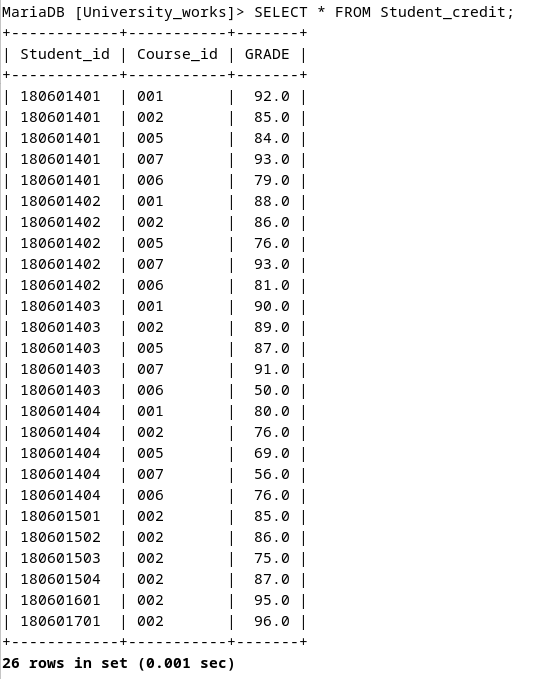 MariaDB [University_works]> SELECT * FROM Student_credit;
+------------+-----------+-------+
| Student_id | Course_id | GRADE |
+------------+-----------+-------+
| 180601401  | 001       |  92.0 |
| 180601401  | 002       |  85.0 |
| 180601401  | 005       |  84.0 |
| 180601401  | 007       |  93.0 |
| 180601401  | 006       |  79.0 |
| 180601402  | 001       |  88.0 |
| 180601402  | 002       |  86.0 |
| 180601402  | 005       |  76.0 |
| 180601402  | 007       |  93.0 |
| 180601402  | 006       |  81.0 |
| 180601403  | 001       |  90.0 |
| 180601403  | 002       |  89.0 |
| 180601403  | 005       |  87.0 |
| 180601403  | 007       |  91.0 |
| 180601403  | 006       |  50.0 |
| 180601404  | 001       |  80.0 |
| 180601404  | 002       |  76.0 |
| 180601404  | 005       |  69.0 |
| 180601404  | 007       |  56.0 |
| 180601404  | 006       |  76.0 |
| 180601501  | 002       |  85.0 |
| 180601502  | 002       |  86.0 |
| 180601503  | 002       |  75.0 |
| 180601504  | 002       |  87.0 |
| 180601601  | 002       |  95.0 |
| 180601701  | 002       |  96.0 |
+------------+-----------+-------+
26 rows in set (0.001 sec)